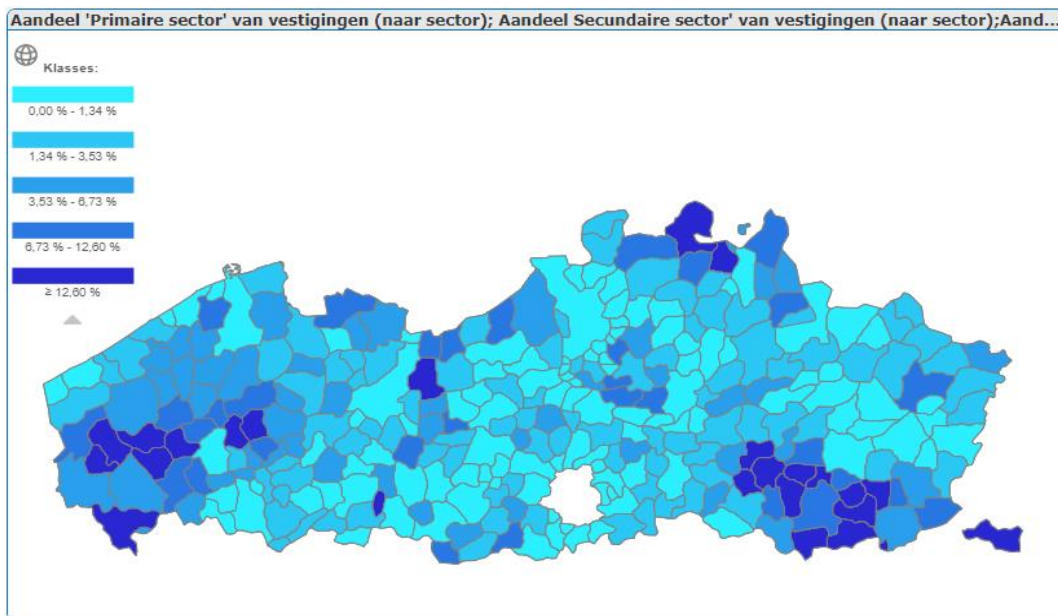 Aandeel 'Primaire sector' van vestigingen (naar sector); Aandeel Secundaire sector' van vestigingen (naar sector);Aand...
Klasses:
0,00 % - 1,34 %
1,34 % - 3,53 %
3,53 % - 6,73 %
6,73 % - 12,60 %
≥ 12,60 %